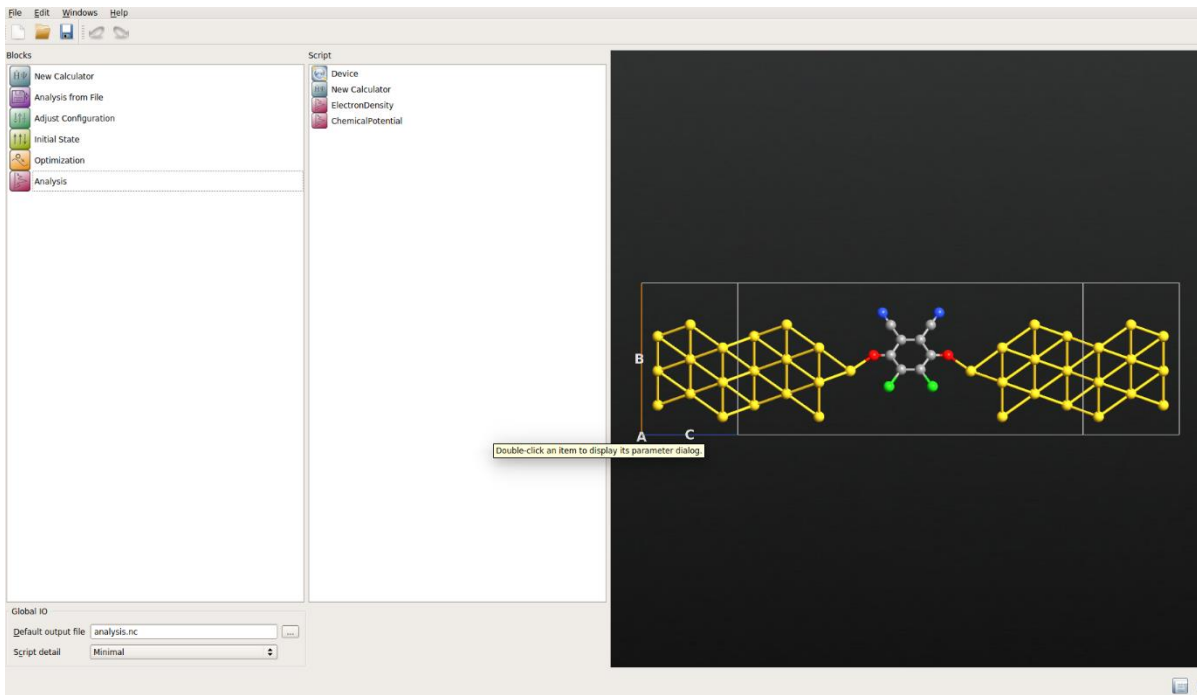 File Edit Windows Help
Blocks
New Calculator
Analysis from File
Adjust Configuration
Initial State
Optimization
Analysis
Script
Device
New Calculator
ElectronDensity
ChemicalPotential
B
A
C
Double-click an item to display its parameter dialog.
Global IO
Default output file analysis.nc ...
Script detail Minimal